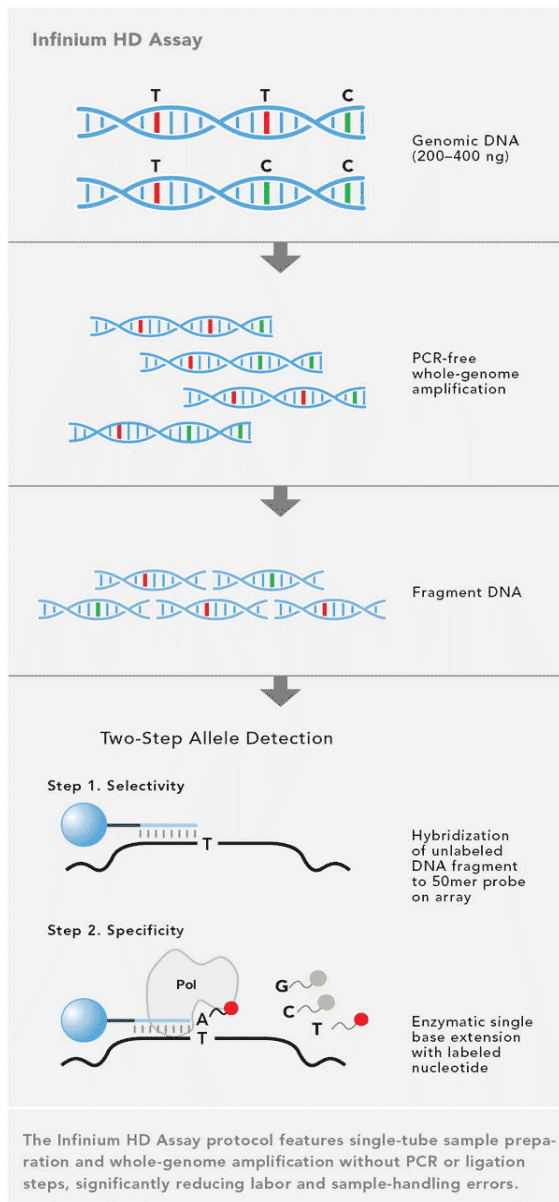 Infinium HD Assay
T T C
Genomic DNA
(200–400 ng)
T C C
PCR-free
whole-genome
amplification
Fragment DNA
Two-Step Allele Detection
Step 1. Selectivity
T
Hybridization
of unlabeled
DNA fragment
to 50mer probe
on array
Step 2. Specificity
Pol
G
A
C
T
T
Enzymatic single
base extension
with labeled
nucleotide
The Infinium HD Assay protocol features single-tube sample prepa-
ration and whole-genome amplification without PCR or ligation
steps, significantly reducing labor and sample-handling errors.